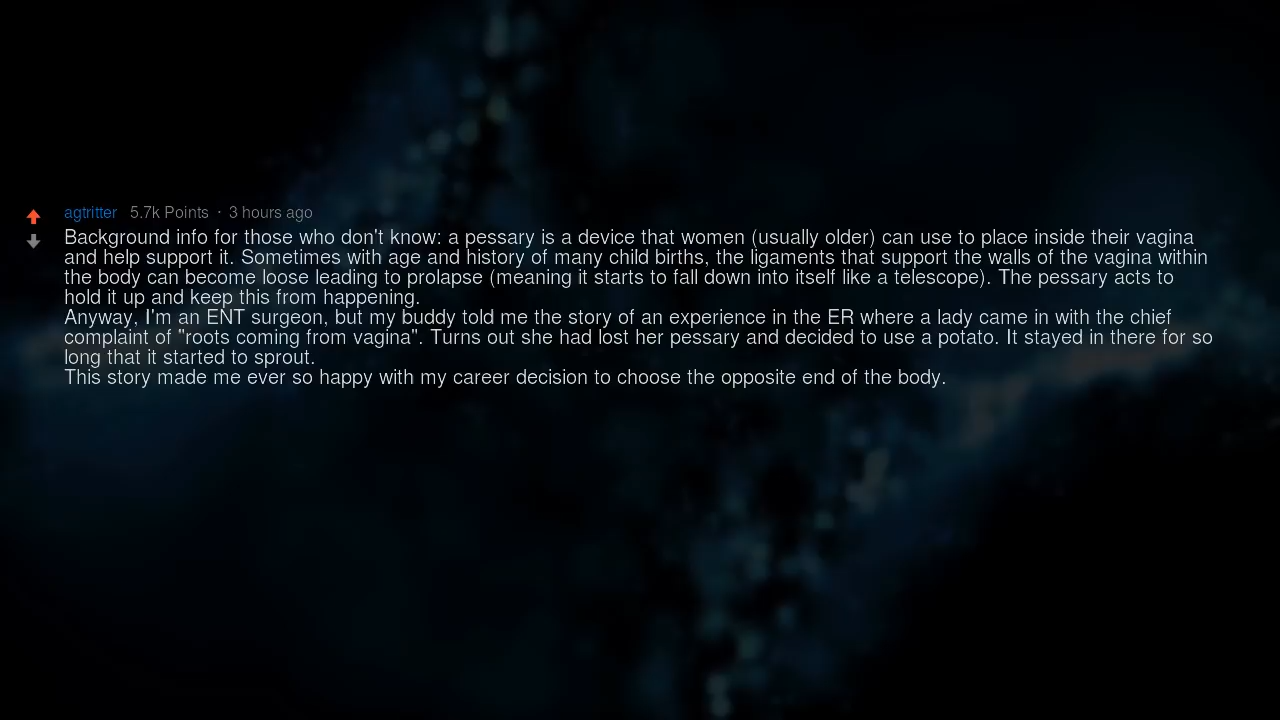 agtritter 5.7k Points · 3 hours ago
Background info for those who don't know: a pessary is a device that women (usually older) can use to place inside their vagina
and help support it. Sometimes with age and history of many child births, the ligaments that support the walls of the vagina within
the body can become loose leading to prolapse (meaning it starts to fall down into itself like a telescope). The pessary acts to
hold it up and keep this from happening.
Anyway, I'm an ENT surgeon, but my buddy told me the story of an experience in the ER where a lady came in with the chief
complaint of "roots coming from vagina". Turns out she had lost her pessary and decided to use a potato. It stayed in there for so
long that it started to sprout.
This story made me ever so happy with my career decision to choose the opposite end of the body.